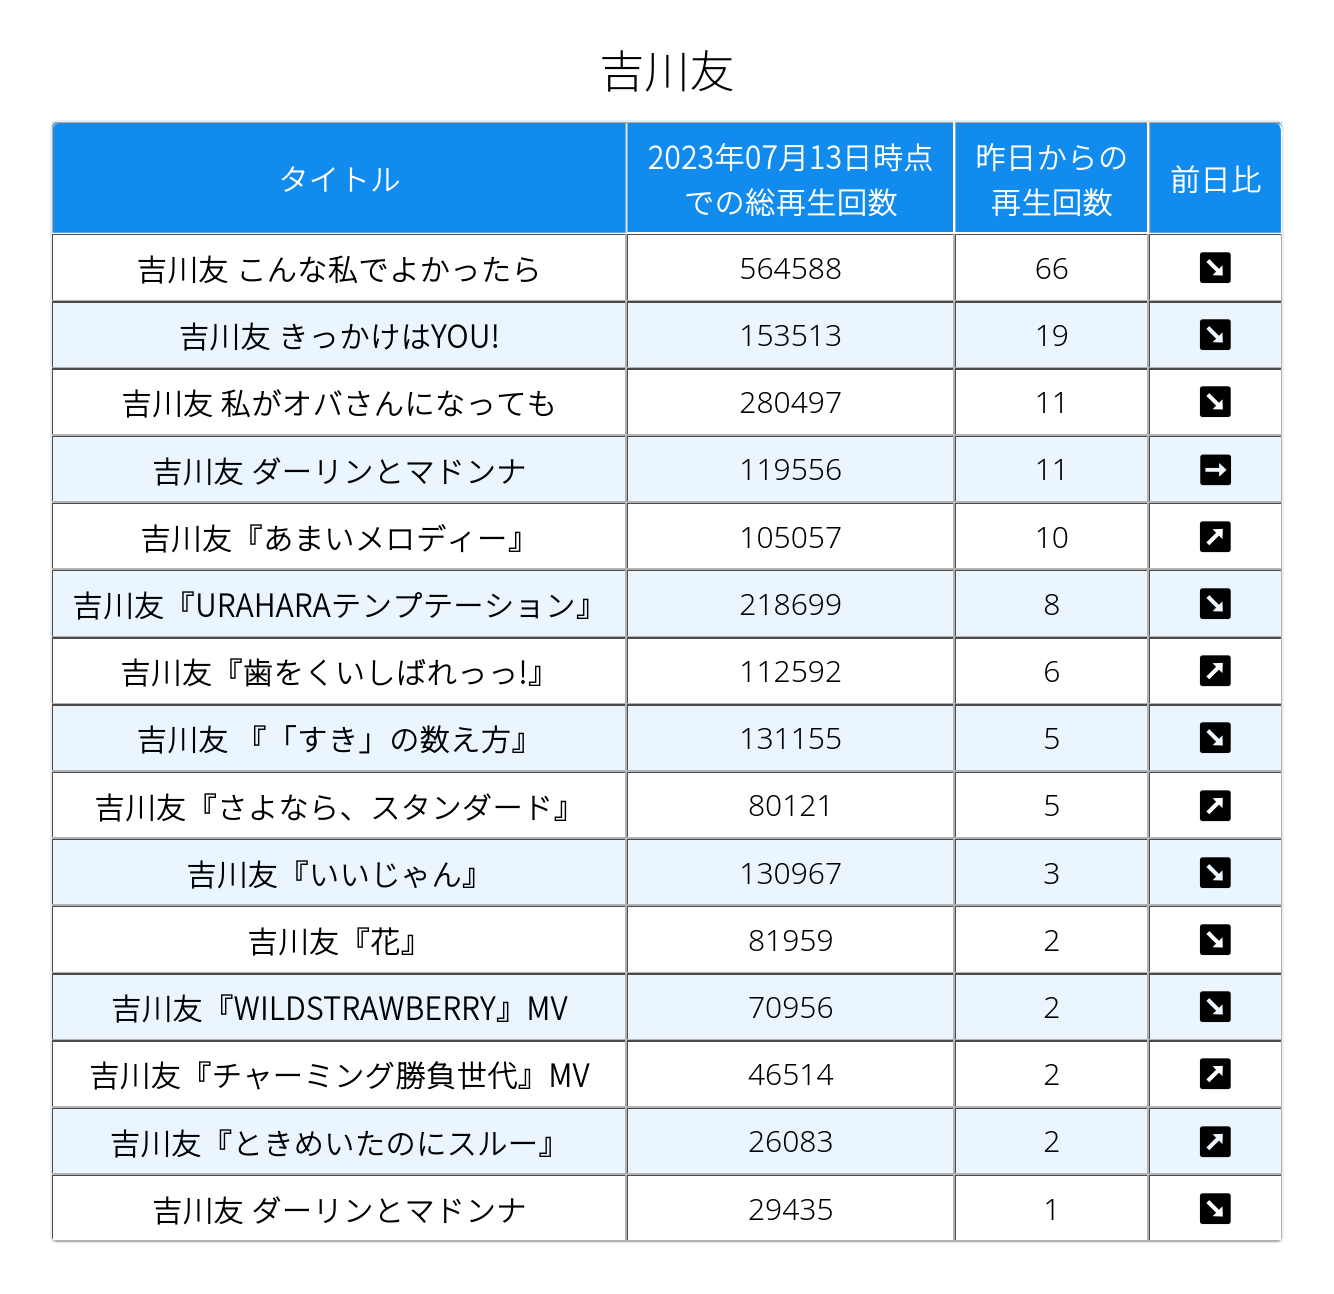 吉川友
タイトル
2023年07月13日時点
での総再生回数
昨日からの
再生回数
前日比
吉川友 こんな私でよかったら 564588 66 ↘
吉川友 きっかけはYOU! 153513 19 ↘
吉川友 私がオバさんになっても 280497 11 ↘
吉川友 ダーリンとマドンナ 119556 11 →
吉川友『あまいメロディー』 105057 10 ↗
吉川友『URAHARAテンプテーション』 218699 8 ↘
吉川友『歯をくいしばれっっ!』 112592 6 ↗
吉川友 『「すき」の数え方』 131155 5 ↘
吉川友『さよなら、スタンダード』 80121 5 ↗
吉川友『いいじゃん』 130967 3 ↘
吉川友『花』 81959 2 ↘
吉川友『WILDSTRAWBERRY』MV 70956 2 ↘
吉川友『チャーミング勝負世代』MV 46514 2 ↗
吉川友『ときめいたのにスルー』 26083 2 ↗
吉川友 ダーリンとマドンナ 29435 1 ↘